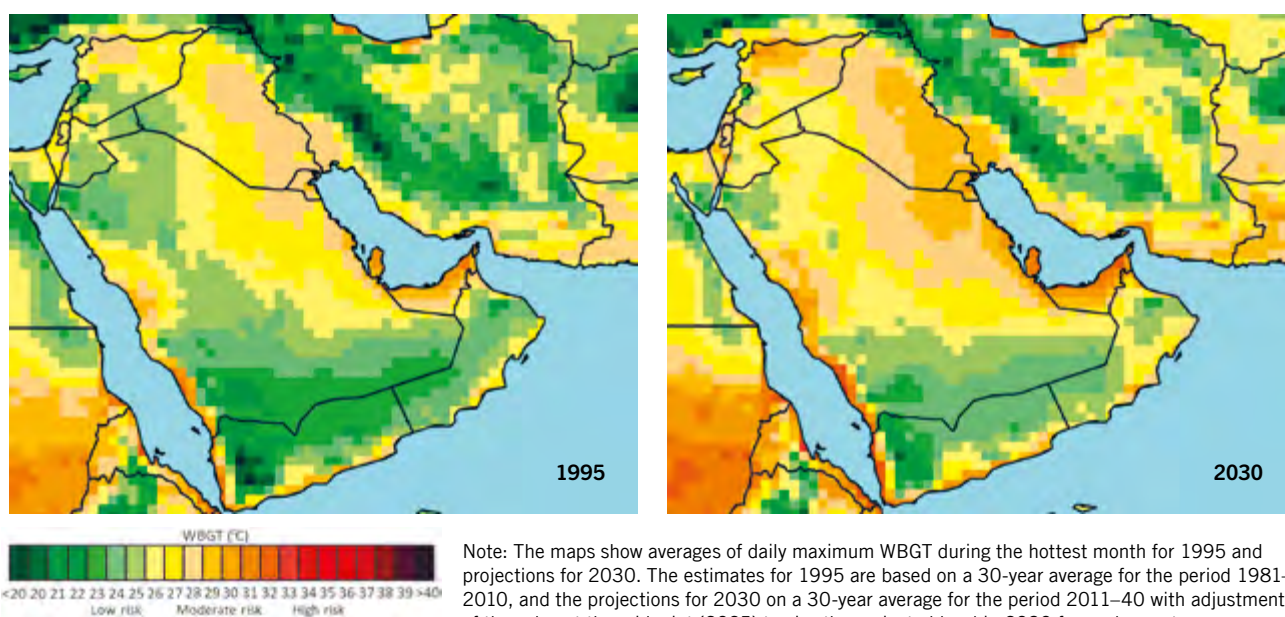 1995
2030
WBGT (°C)
<20 20 21 22 23 24 25 26 27 28 29 30 31 32 33 34 35 36 37 38 39 >40
Low risk Moderate risk High risk
Note: The maps show averages of daily maximum WBGT during the hottest month for 1995 and
projections for 2030. The estimates for 1995 are based on a 30-year average for the period 1981–
2010, and the projections for 2030 on a 30-year average for the period 2011–40 with adjustment